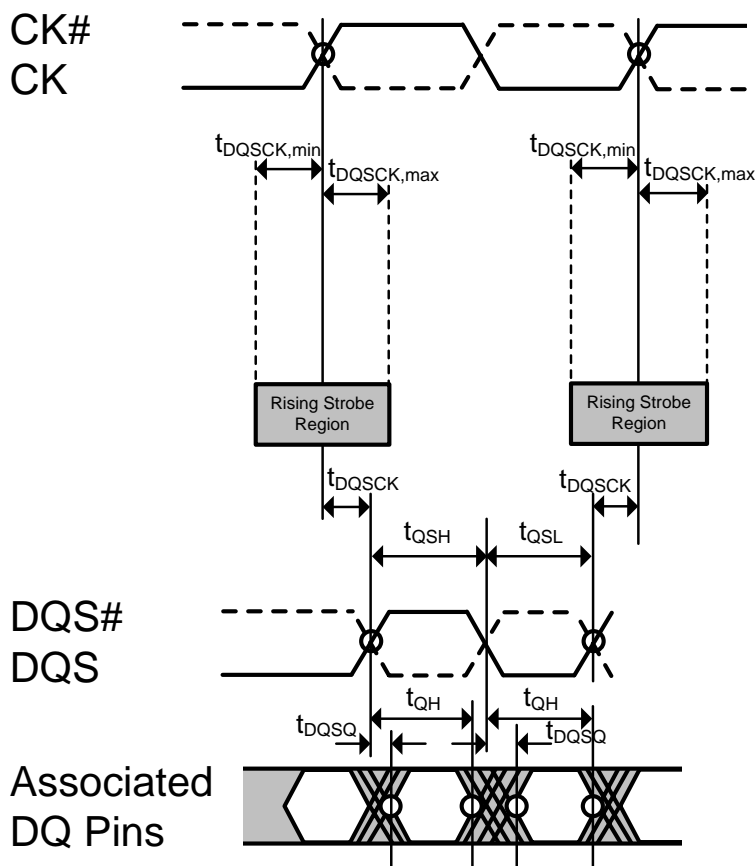 CK#
CK
tDQSCK,min
tDQSCK,max
tDQSCK,min
tDQSCK,max
Rising Strobe
Region
Rising Strobe
Region
tDQSCK
tDQSCK
tQSH
tQSL
DQS#
DQS
tQH
tQH
tDQSQ
tDQSQ
Associated
DQ Pins